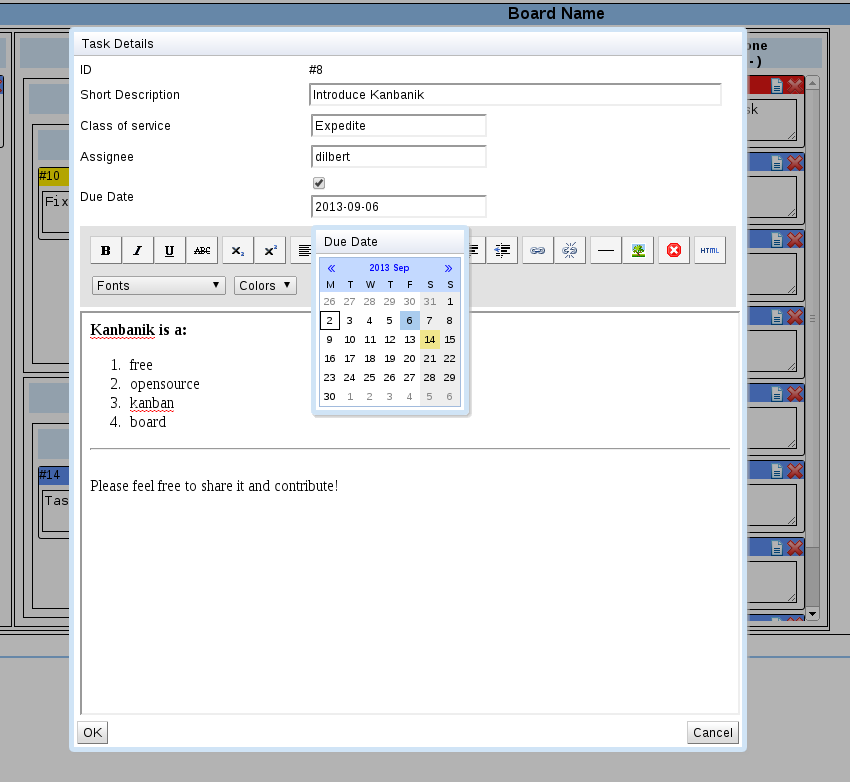 Board Name
Task Details
one
- )
ID
#8
Short Description
Introduce Kanbanik
Class of service
Expedite
sk
Assignee
dilbert
#10
Due Date
2013-09-06
Fix
B I U ABC x₂ x² HTML
Fonts
Colors
Due Date
« 2013 Sep »
M T W T F S S
26 27 28 29 30 31 1
2 3 4 5 6 7 8
9 10 11 12 13 14 15
16 17 18 19 20 21 22
23 24 25 26 27 28 29
30 1 2 3 4 5 6
Kanbanik is a:
1. free
2. opensource
3. kanban
4. board
#14
Tas
Please feel free to share it and contribute!
OK
Cancel